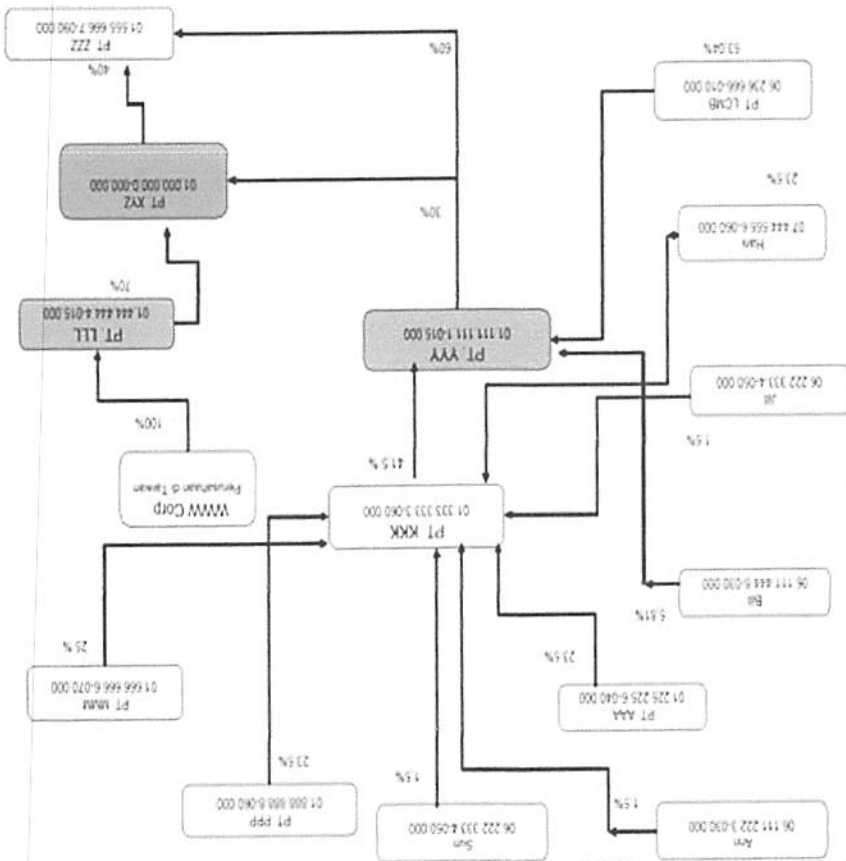 Ann
06.111.222.3-030.000
1.5%
Sun
06.222.333.4-050.000
1.5%
PT PPP
01.888.888.8-060.000
23.5%
PT AAA
01.225.225.6-040.000
23.5%
PT MMM
01.666.666.6-070.000
25 %
Bill
06.111.444.6-030.000
5.81%
PT KKK
01.333.333.3-060.000
WWW Corp
Perusahaan di Taiwan
Jill
06.222.333.4-050.000
1.5%
41.5 %
100%
PT YYY
01.111.111.1-015.000
PT LLL
01.444.444.4-015.000
70%
07.444.555.6-060.000
23.5%
30%
PT XYZ
01.000.000.0-000.000
PT LCMB
06.236.666-010.000
53.04%
60%
40%
PT ZZZ
01.555.666.7-090.000